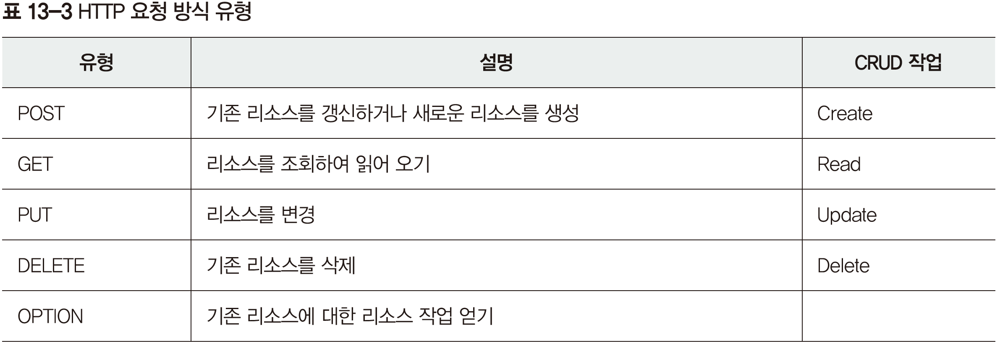 표 13-3 HTTP 요청 방식 유형
유형 설명 CRUD 작업
POST 기존 리소스를 갱신하거나 새로운 리소스를 생성 Create
GET 리소스를 조회하여 읽어 오기 Read
PUT 리소스를 변경 Update
DELETE 기존 리소스를 삭제 Delete
OPTION 기존 리소스에 대한 리소스 작업 얻기